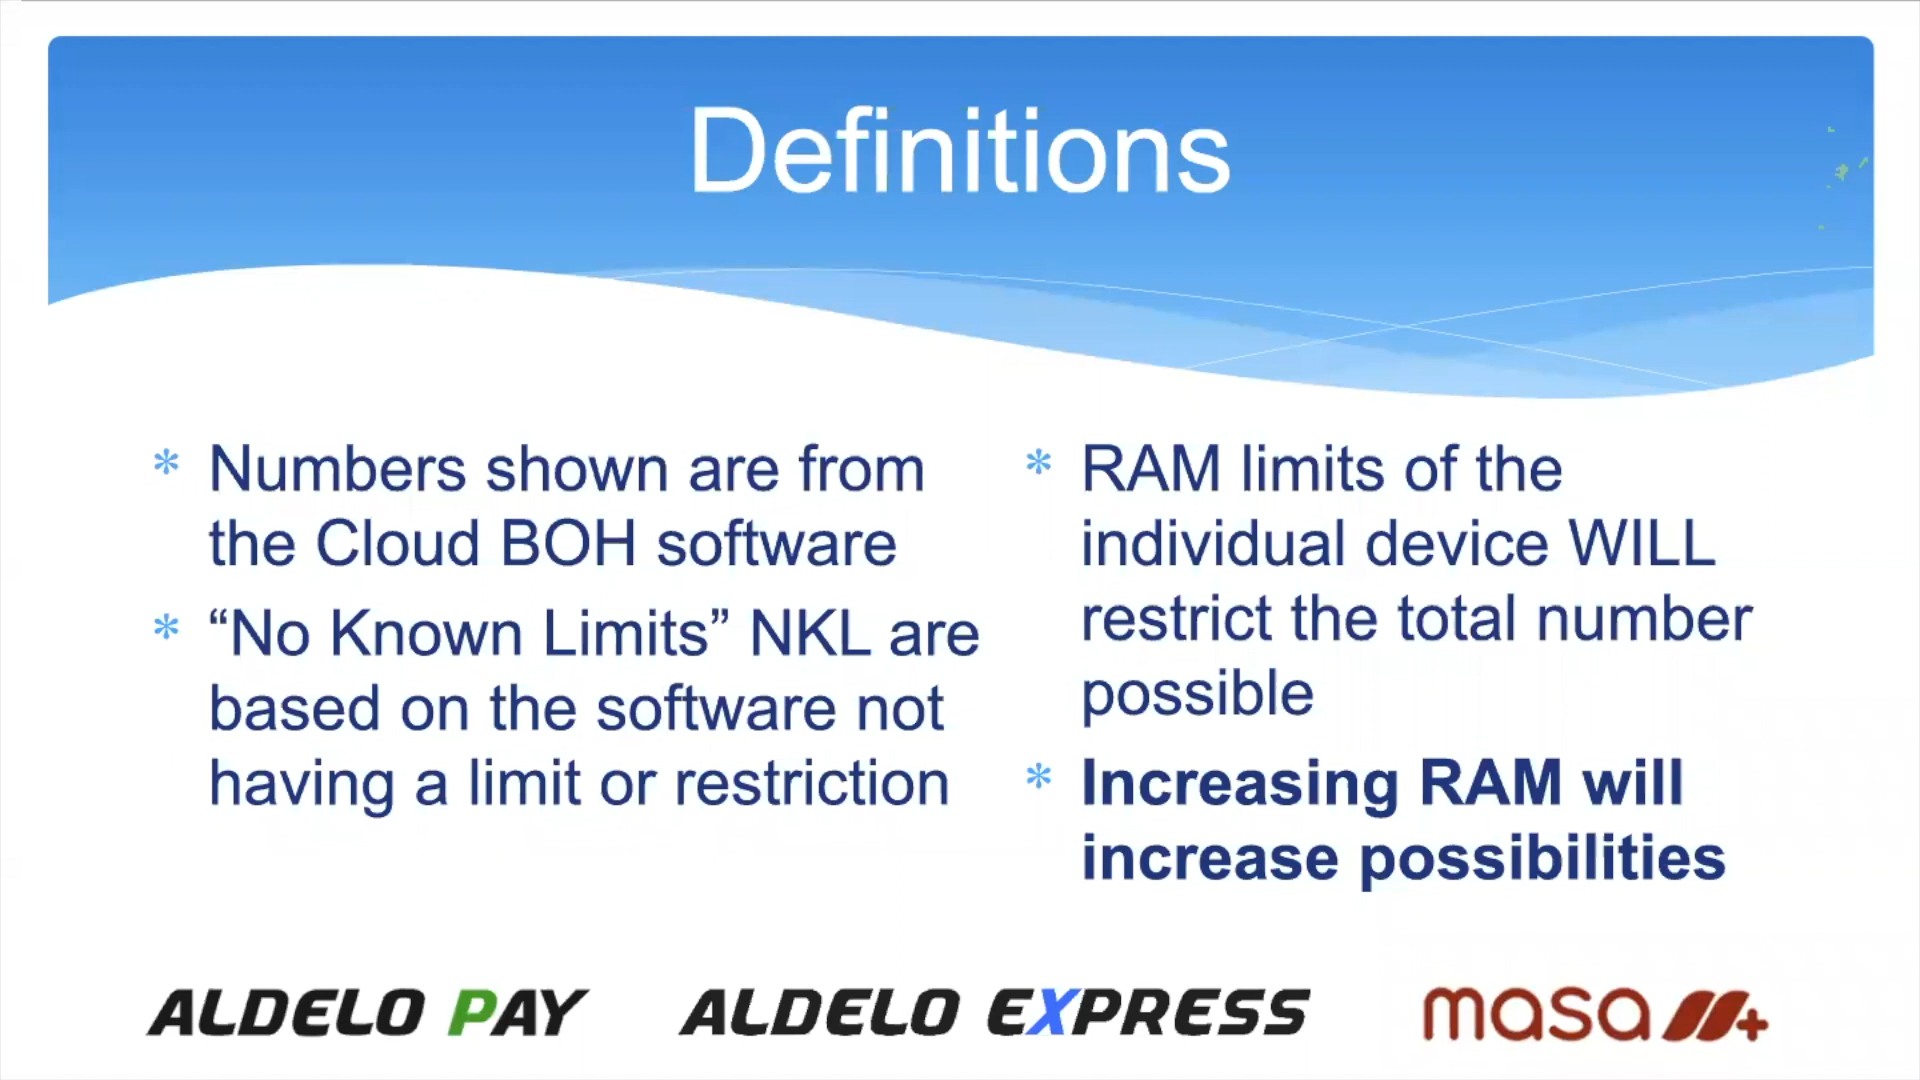 Definitions
* Numbers shown are from
the Cloud BOH software
* “No Known Limits” NKL are
based on the software not
having a limit or restriction
* RAM limits of the
individual device WILL
restrict the total number
possible
* Increasing RAM will
increase possibilities
ALDELO PAY
ALDELO EXPRESS
masa